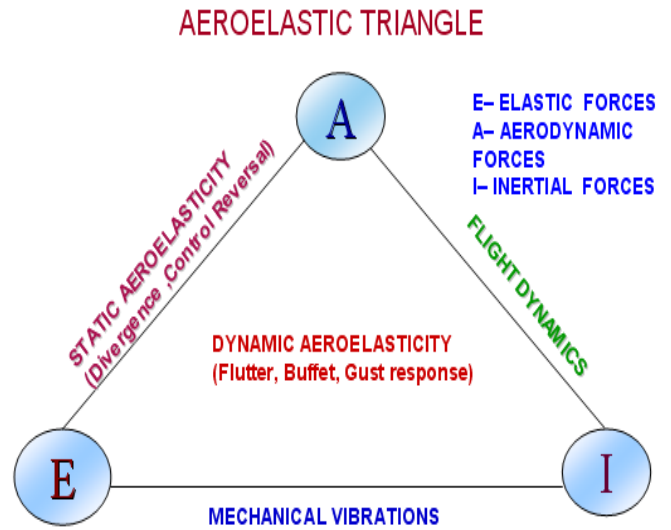 AEROELASTIC TRIANGLE
A
E– ELASTIC FORCES
A– AERODYNAMIC
FORCES
I– INERTIAL FORCES
STATIC AEROELASTICITY
(Divergence ,Control Reversal)
FLIGHT DYNAMICS
DYNAMIC AEROELASTICITY
(Flutter, Buffet, Gust response)
E
I
MECHANICAL VIBRATIONS